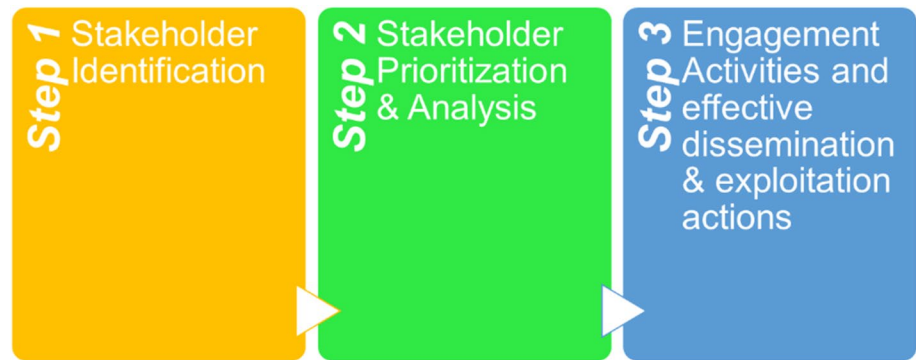 Step 1
Stakeholder
Identification
Step 2
Stakeholder
Prioritization
& Analysis
Step 3
Engagement
Activities and
effective
dissemination
& exploitation
actions